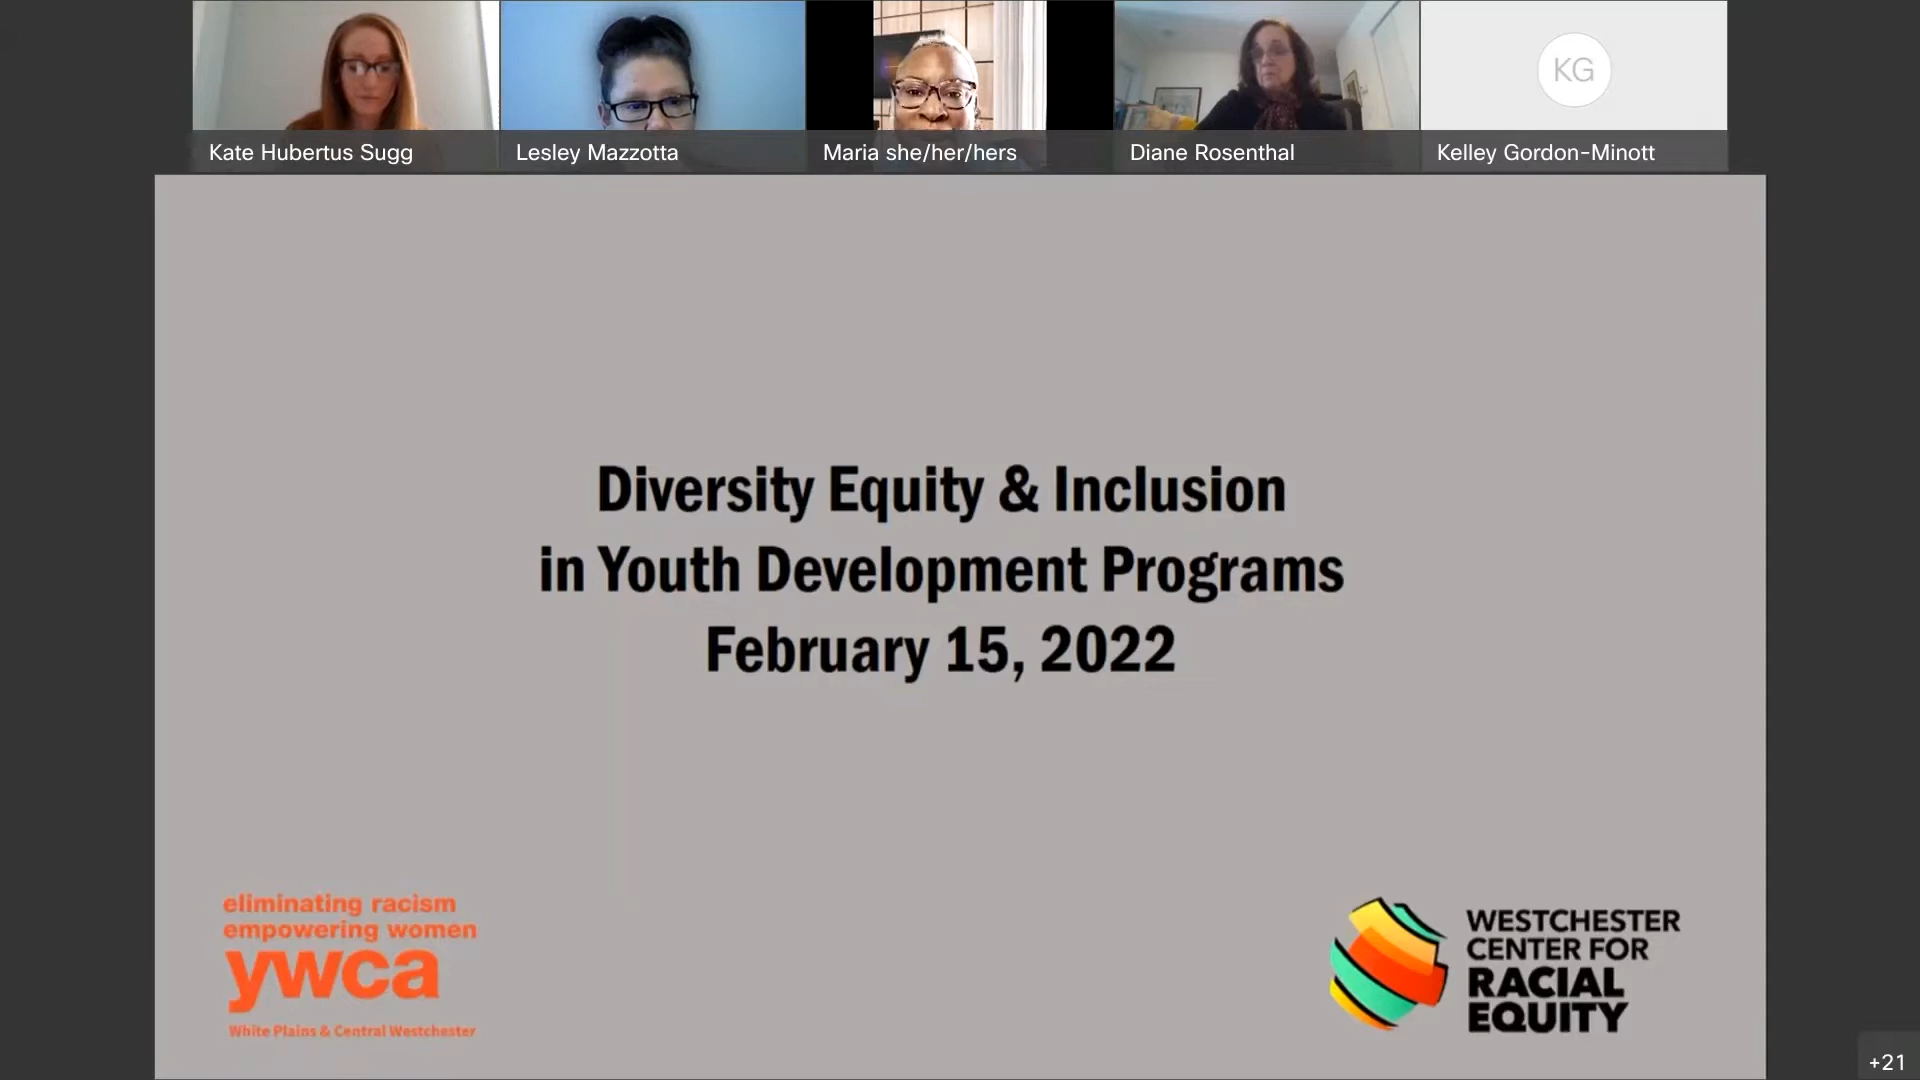 Kate Hubertus Sugg
Lesley Mazzotta
Maria she/her/hers
Diane Rosenthal
KG
Kelley Gordon-Minott
Diversity Equity & Inclusion
in Youth Development Programs
February 15, 2022
eliminating racism
empowering women
ywca
White Plains & Central Westchester
WESTCHESTER
CENTER FOR
RACIAL
EQUITY
+21